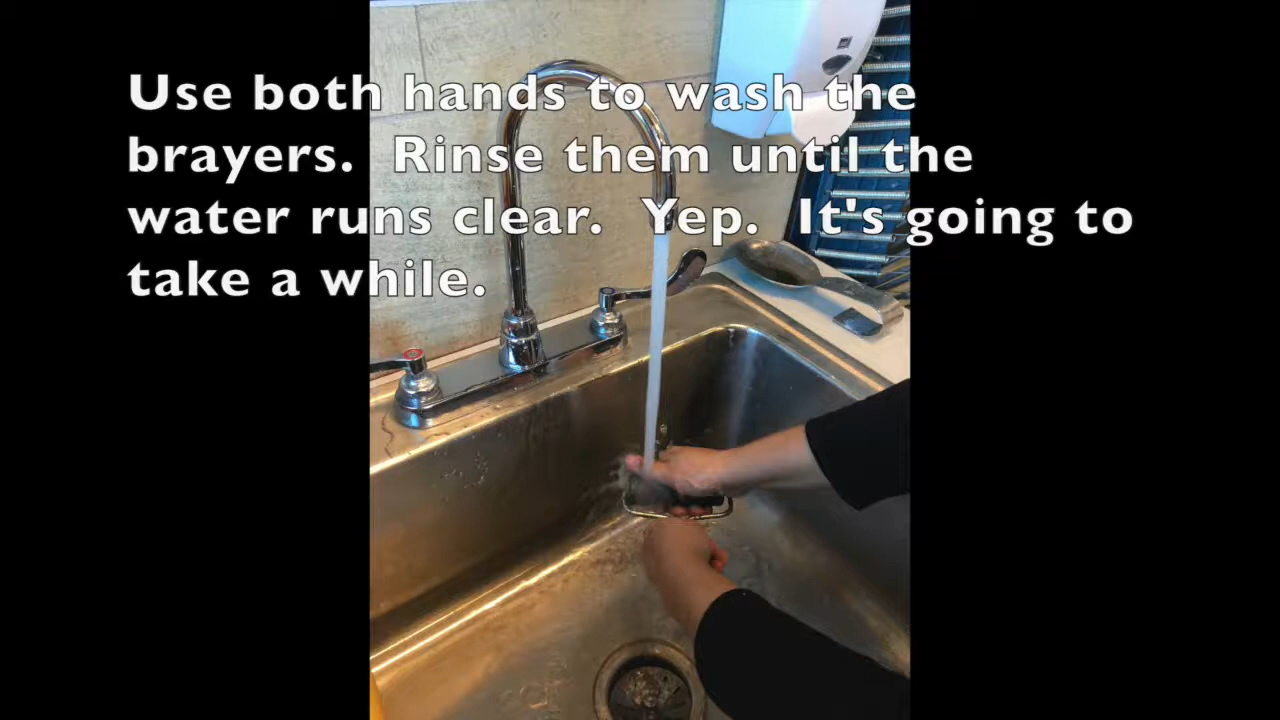 Use both hands to wash the
brayers.  Rinse them until the
water runs clear.  Yep.  It's going to
take a while.